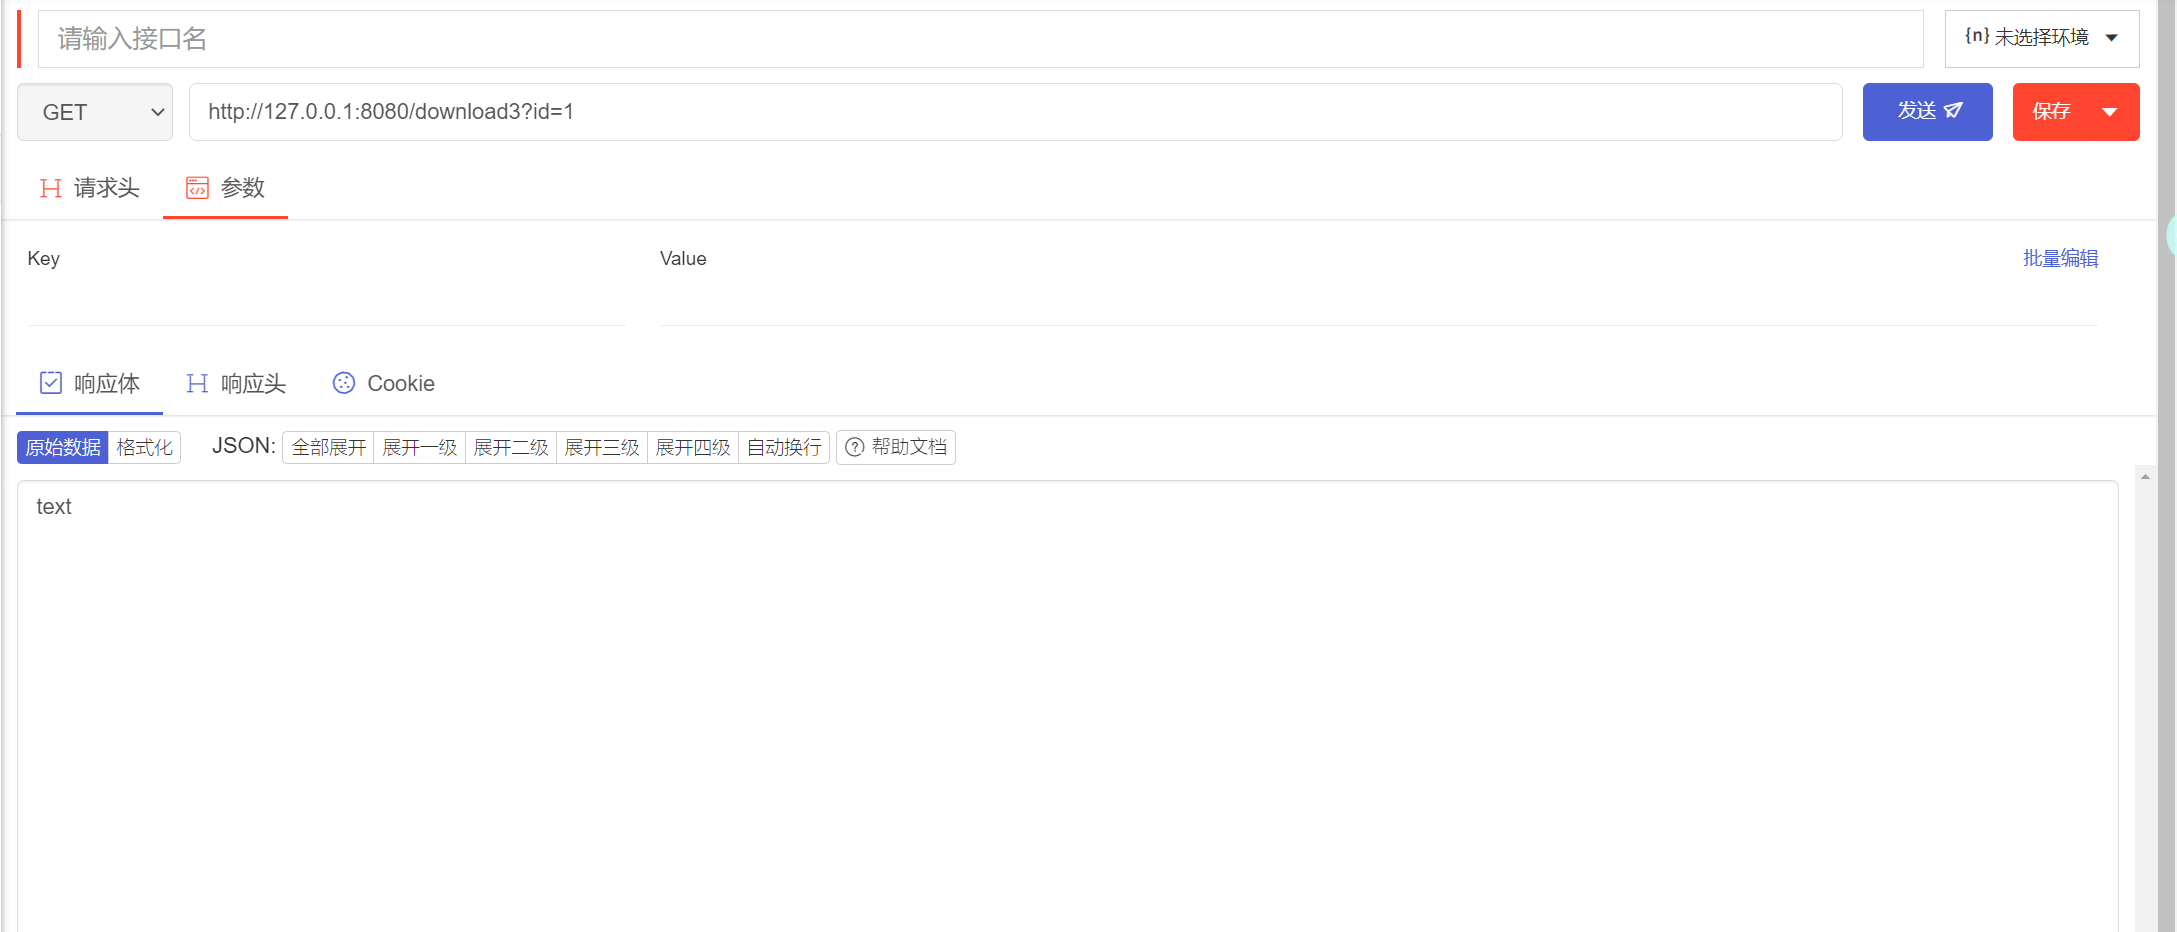 请输入接口名
{n} 未选择环境
GET
http://127.0.0.1:8080/download3?id=1
发送
保存
请求头
参数
Key
Value
批量编辑
响应体
响应头
Cookie
原始数据 格式化 JSON: 全部展开 展开一级 展开二级 展开三级 展开四级 自动换行 帮助文档
text